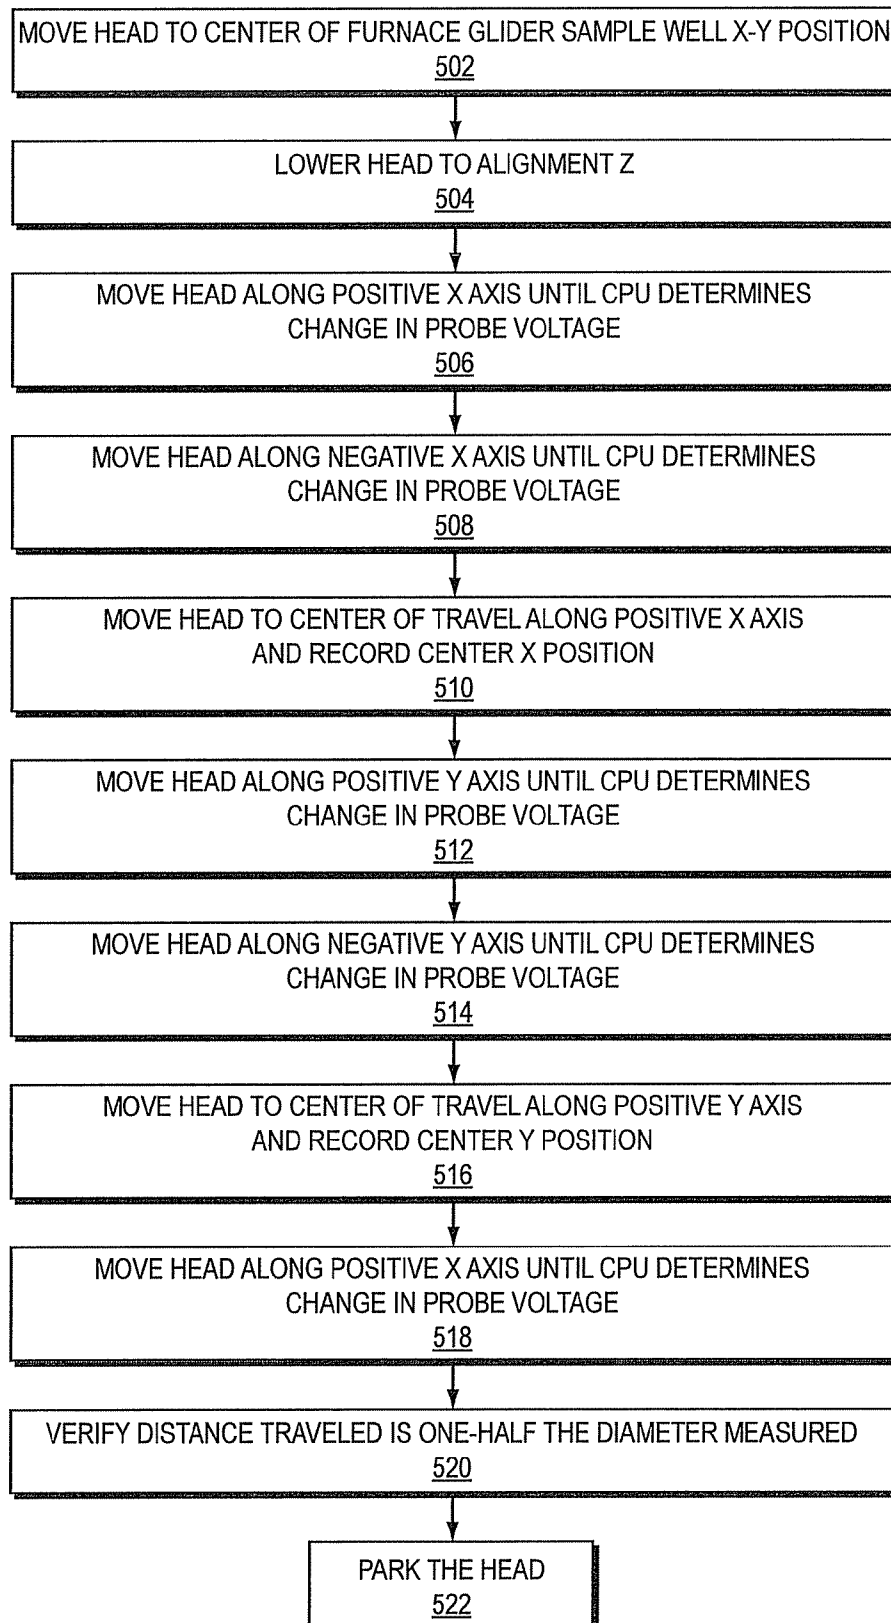 MOVE HEAD TO CENTER OF FURNACE GLIDER SAMPLE WELL X-Y POSITION
502
LOWER HEAD TO ALIGNMENT Z
504
MOVE HEAD ALONG POSITIVE X AXIS UNTIL CPU DETERMINES
CHANGE IN PROBE VOLTAGE
506
MOVE HEAD ALONG NEGATIVE X AXIS UNTIL CPU DETERMINES
CHANGE IN PROBE VOLTAGE
508
MOVE HEAD TO CENTER OF TRAVEL ALONG POSITIVE X AXIS
AND RECORD CENTER X POSITION
510
MOVE HEAD ALONG POSITIVE Y AXIS UNTIL CPU DETERMINES
CHANGE IN PROBE VOLTAGE
512
MOVE HEAD ALONG NEGATIVE Y AXIS UNTIL CPU DETERMINES
CHANGE IN PROBE VOLTAGE
514
MOVE HEAD TO CENTER OF TRAVEL ALONG POSITIVE Y AXIS
AND RECORD CENTER Y POSITION
516
MOVE HEAD ALONG POSITIVE X AXIS UNTIL CPU DETERMINES
CHANGE IN PROBE VOLTAGE
518
VERIFY DISTANCE TRAVELED IS ONE-HALF THE DIAMETER MEASURED
520
PARK THE HEAD
522